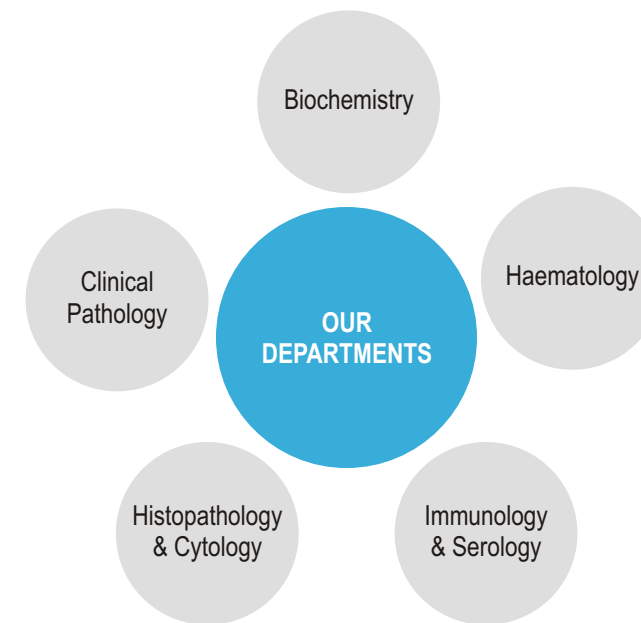 Biochemistry
Haematology
Clinical
Pathology
OUR
DEPARTMENTS
Histopathology
& Cytology
Immunology
& Serology